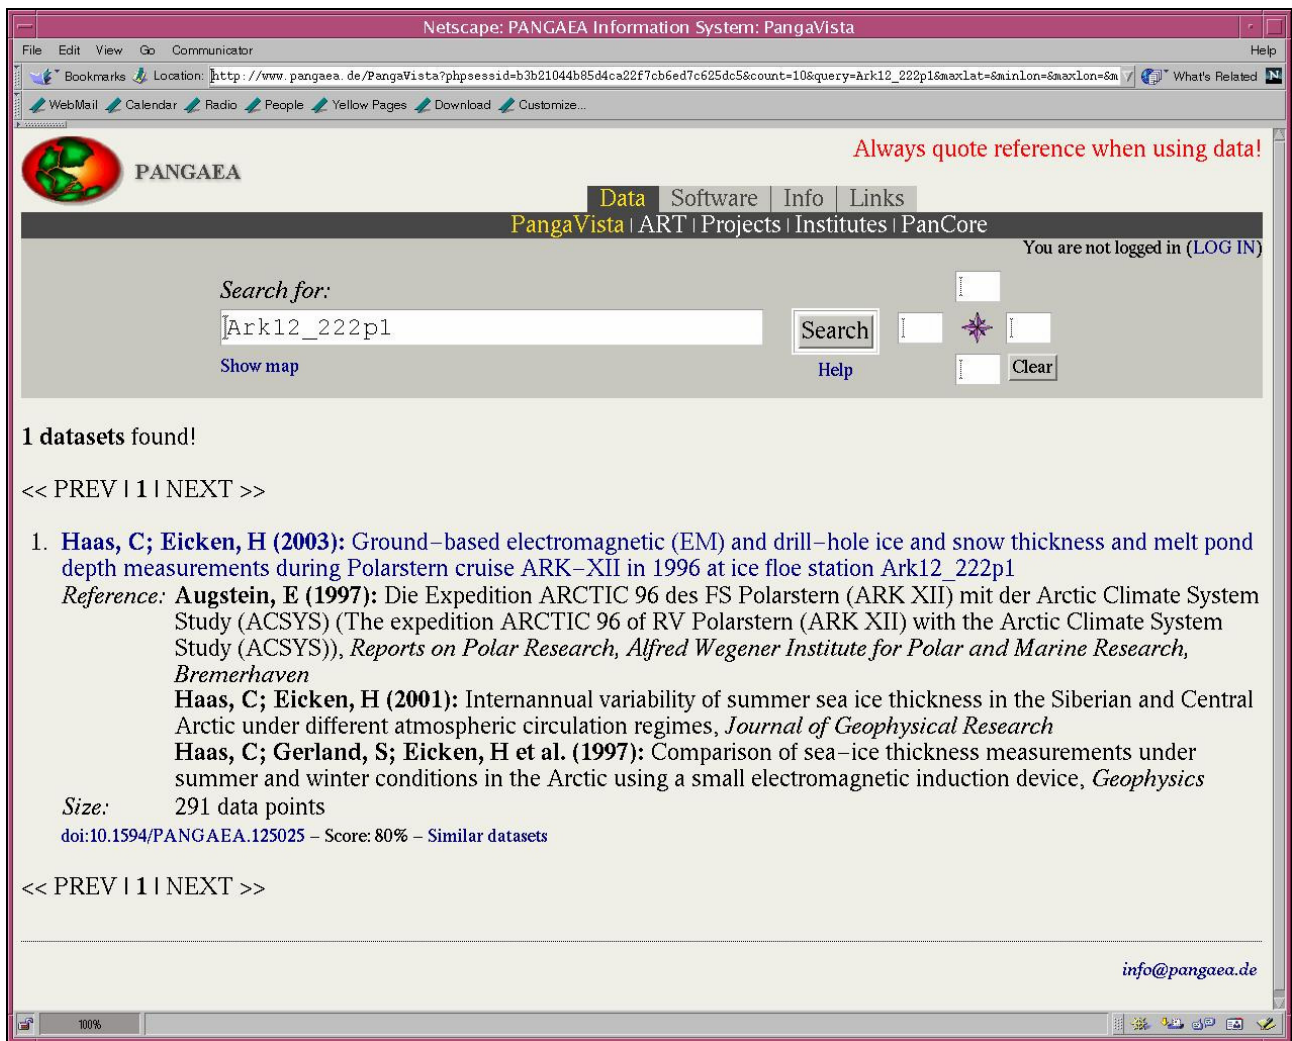 Netscape: PANGAEA Information System: PangaVista
File Edit View Go Communicator Help
Bookmarks Location: http://www.pangaea.de/PangaVista?phpsessid=b3b21044b85d4ca22f7cb6ed7c625dc5&count=10&query=Ark12_222p1&maxlat=&minlon=&maxlon=&m What's Related
WebMail Calendar Radio People Yellow Pages Download Customize...
Always quote reference when using data!
PANGAEA
Data Software Info Links
PangaVista | ART | Projects | Institutes | PanCore
You are not logged in (LOG IN)
Search for:
Ark12_222p1 Search
Show map Help Clear
1 datasets found!
<< PREV | 1 | NEXT >>
1. Haas, C; Eicken, H (2003): Ground-based electromagnetic (EM) and drill-hole ice and snow thickness and melt pond
depth measurements during Polarstern cruise ARK-XII in 1996 at ice floe station Ark12_222p1
Reference: Augstein, E (1997): Die Expedition ARCTIC 96 des FS Polarstern (ARK XII) mit der Arctic Climate System
Study (ACSYS) (The expedition ARCTIC 96 of RV Polarstern (ARK XII) with the Arctic Climate System
Study (ACSYS)), Reports on Polar Research, Alfred Wegener Institute for Polar and Marine Research,
Bremerhaven
Haas, C; Eicken, H (2001): Internannual variability of summer sea ice thickness in the Siberian and Central
Arctic under different atmospheric circulation regimes, Journal of Geophysical Research
Haas, C; Gerland, S; Eicken, H et al. (1997): Comparison of sea-ice thickness measurements under
summer and winter conditions in the Arctic using a small electromagnetic induction device, Geophysics
Size: 291 data points
doi:10.1594/PANGAEA.125025 – Score: 80% – Similar datasets
<< PREV | 1 | NEXT >>
info@pangaea.de
100%